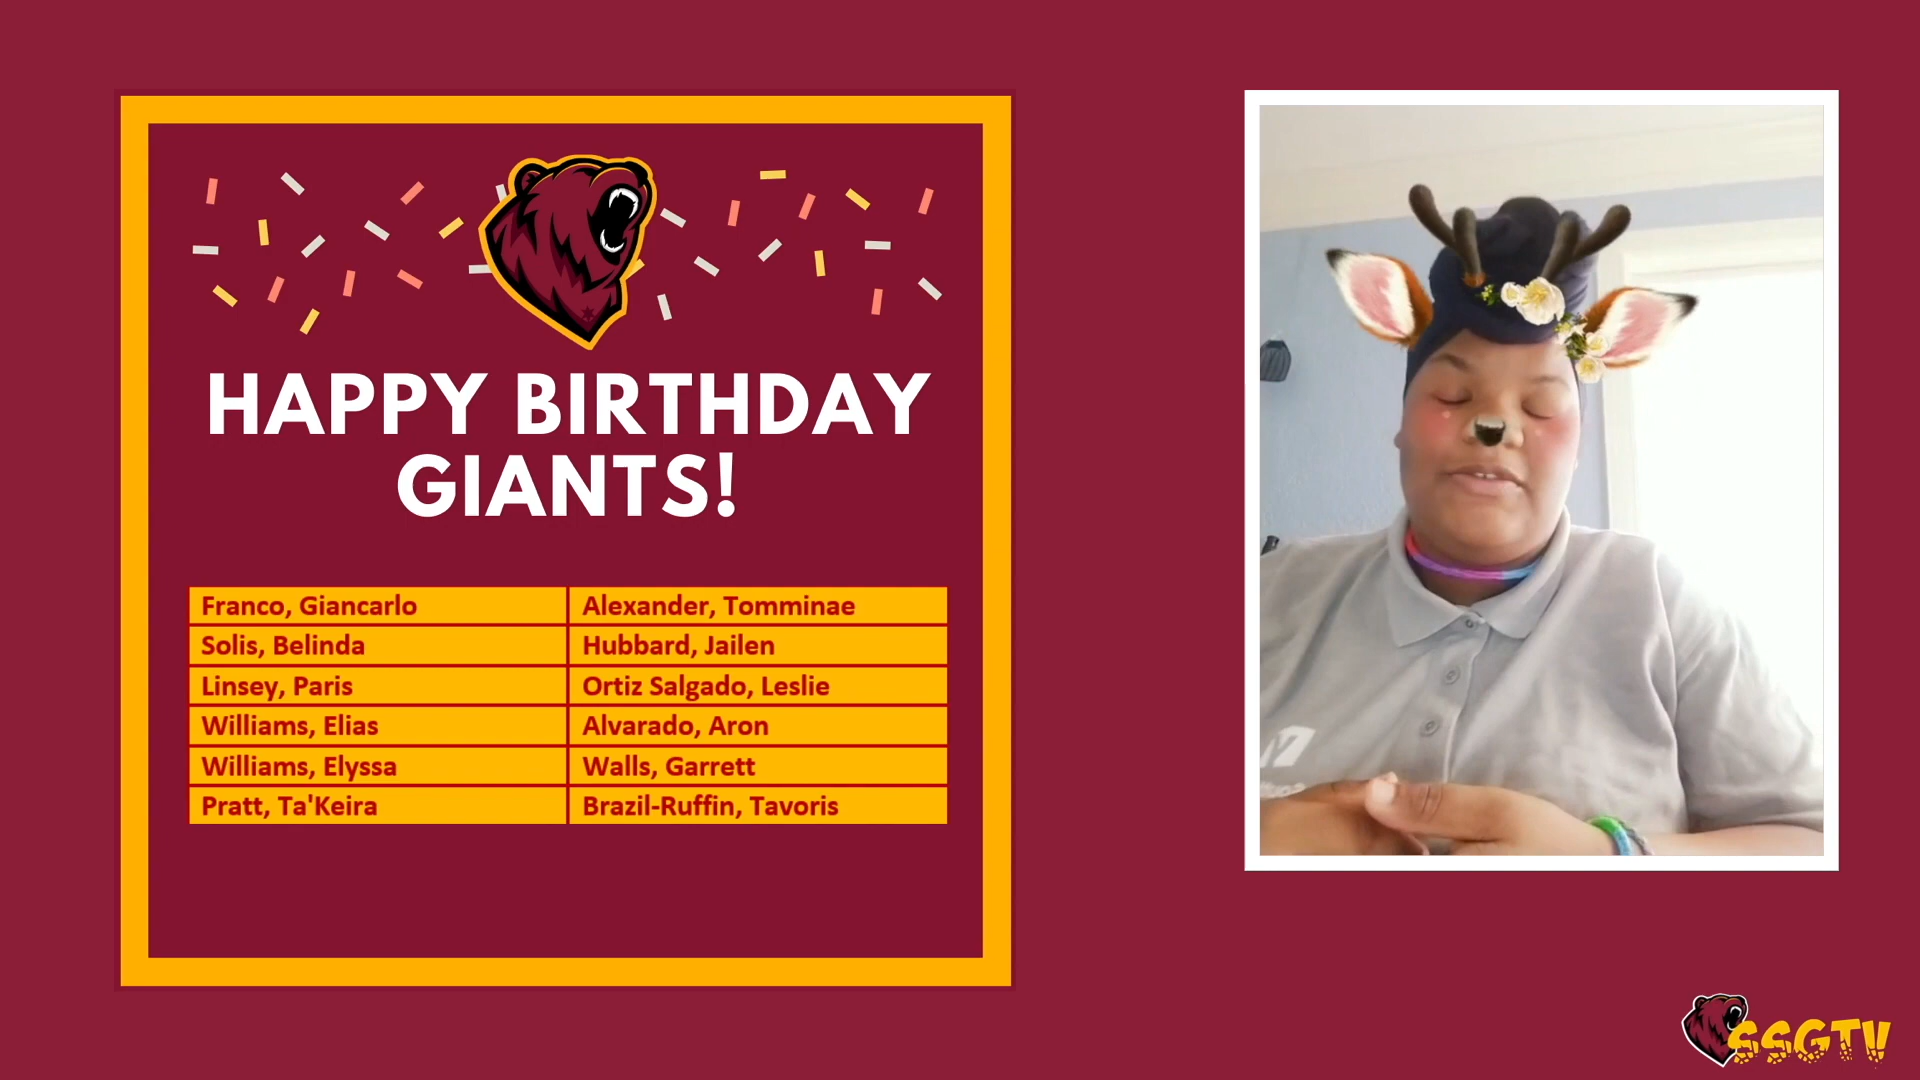 HAPPY BIRTHDAY
GIANTS!
Franco, Giancarlo
Alexander, Tomminae
Solis, Belinda
Hubbard, Jailen
Linsey, Paris
Ortiz Salgado, Leslie
Williams, Elias
Alvarado, Aron
Williams, Elyssa
Walls, Garrett
Pratt, Ta'Keira
Brazil-Ruffin, Tavoris
SSGTV